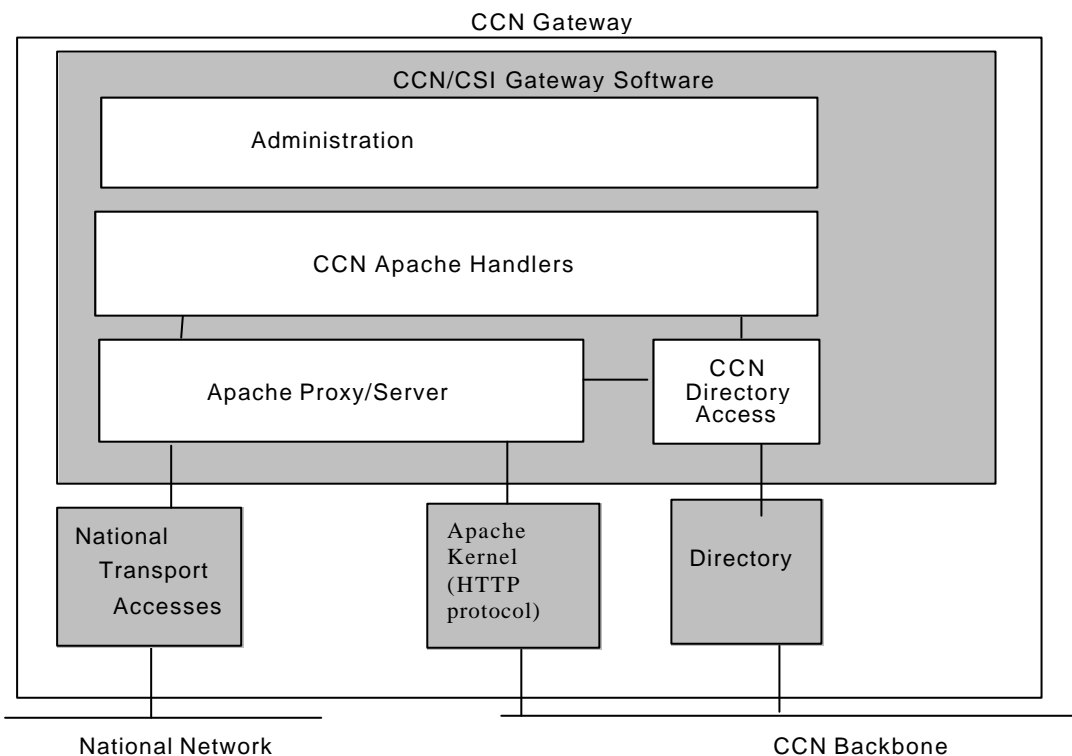 CCN Gateway
CCN/CSI Gateway Software
Administration
CCN Apache Handlers
Apache Proxy/Server
CCN
Directory
Access
National
Transport
Accesses
Apache
Kernel
(HTTP
protocol)
Directory
National Network
CCN Backbone